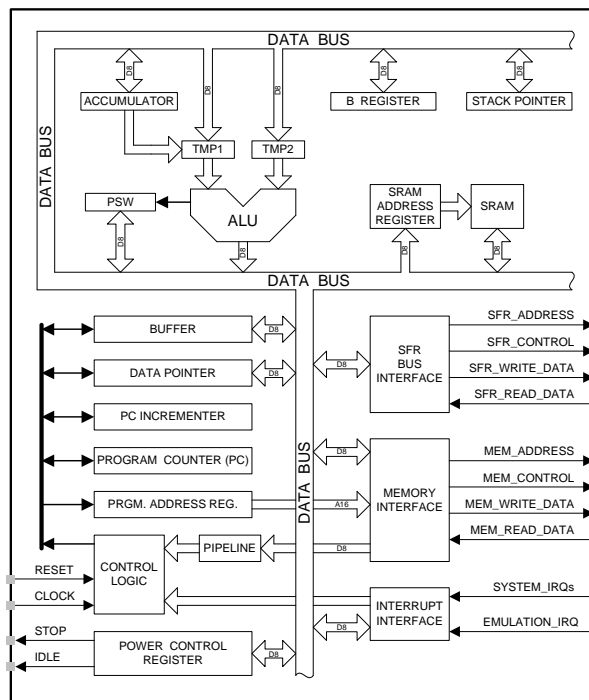 DATA BUS
D8
D8
D8
D8
D8
ACCUMULATOR
B REGISTER
STACK POINTER
DATA BUS
TMP1
TMP2
PSW
ALU
SRAM
ADDRESS
REGISTER
SRAM
D8
D8
D8
D8
DATA BUS
BUFFER
D8
DATA POINTER
D8
PC INCREMENTER
PROGRAM COUNTER (PC)
PRGM. ADDRESS REG.
A16
CONTROL
LOGIC
PIPELINE
D8
RESET
CLOCK
STOP
IDLE
POWER CONTROL
REGISTER
D8
DATA BUS
D8
SFR
BUS
INTERFACE
SFR_ADDRESS
SFR_CONTROL
SFR_WRITE_DATA
SFR_READ_DATA
D8
MEMORY
INTERFACE
MEM_ADDRESS
MEM_CONTROL
MEM_WRITE_DATA
MEM_READ_DATA
INTERRUPT
INTERFACE
D8
SYSTEM_IRQs
EMULATION_IRQ